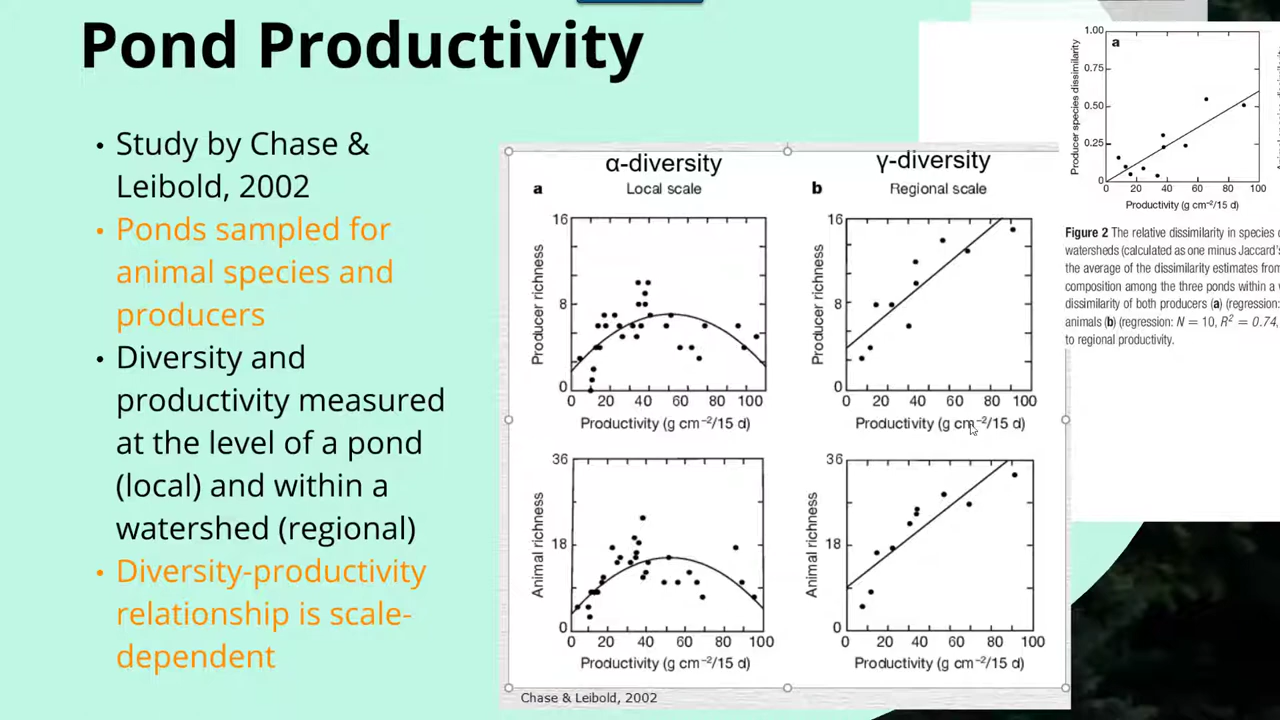 Pond Productivity
• Study by Chase &
Leibold, 2002
• Ponds sampled for
animal species and
producers
• Diversity and
productivity measured
at the level of a pond
(local) and within a
watershed (regional)
• Diversity-productivity
relationship is scale-
dependent
α-diversity
a Local scale
16
8
0
Producer richness
0 20 40 60 80 100
Productivity (g cm⁻²/15 d)
γ-diversity
b Regional scale
16
8
0
Producer richness
0 20 40 60 80 100
Productivity (g cm⁻²/15 d)
36
18
0
Animal richness
0 20 40 60 80 100
Productivity (g cm⁻²/15 d)
36
18
0
Animal richness
0 20 40 60 80 100
Productivity (g cm⁻²/15 d)
Chase & Leibold, 2002
a
1.00
0.75
0.50
0.25
0
Producer species dissimilarity
0 20 40 60 80 100
Productivity (g cm⁻²/15 d)
Figure 2 The relative dissimilarity in species
watersheds (calculated as one minus Jaccard's
the average of the dissimilarity estimates from
composition among the three ponds within a
dissimilarity of both producers (a) (regression:
animals (b) (regression: N = 10, R² = 0.74,
to regional productivity.